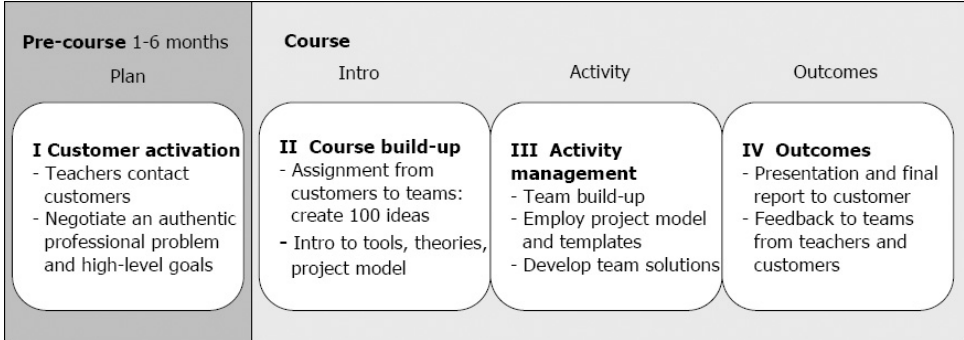 Pre-course 1-6 months
Plan
Course
Intro
Activity
Outcomes
I Customer activation
- Teachers contact
customers
- Negotiate an authentic
professional problem
and high-level goals
II Course build-up
- Assignment from
customers to teams:
create 100 ideas
- Intro to tools, theories,
project model
III Activity
management
- Team build-up
- Employ project model
and templates
- Develop team solutions
IV Outcomes
- Presentation and final
report to customer
- Feedback to teams
from teachers and
customers